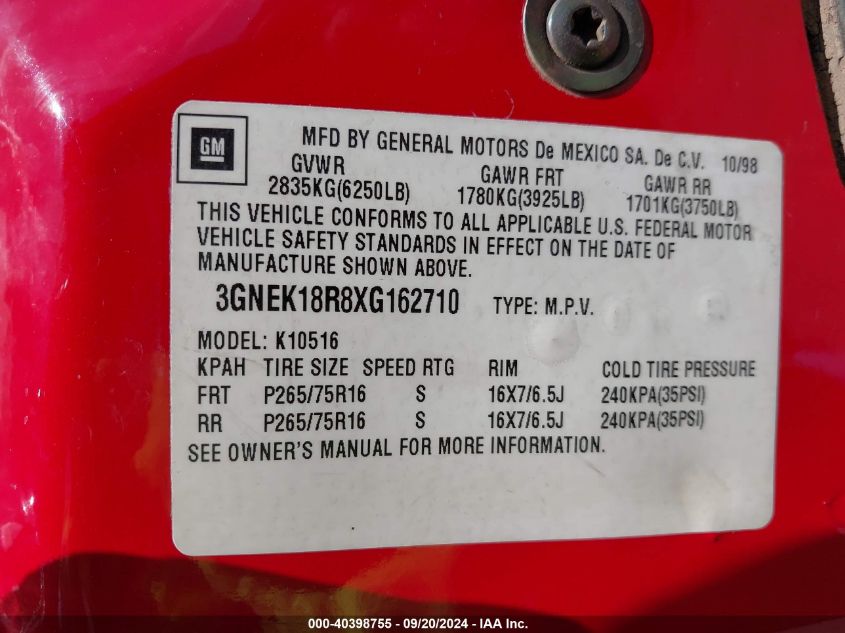 GM
MFD BY GENERAL MOTORS De MEXICO SA. De C.V. 10/98
GVWR GAWR FRT GAWR RR
2835KG(6250LB) 1780KG(3925LB) 1701KG(3750LB)
THIS VEHICLE CONFORMS TO ALL APPLICABLE U.S. FEDERAL MOTOR
VEHICLE SAFETY STANDARDS IN EFFECT ON THE DATE OF
MANUFACTURE SHOWN ABOVE.
3GNEK18R8XG162710 TYPE: M.P.V.
MODEL: K10516
KPAH TIRE SIZE SPEED RTG RIM COLD TIRE PRESSURE
FRT P265/75R16 S 16X7/6.5J 240KPA(35PSI)
RR P265/75R16 S 16X7/6.5J 240KPA(35PSI)
SEE OWNER'S MANUAL FOR MORE INFORMATION.
000-40398755 - 09/20/2024 - IAA Inc.